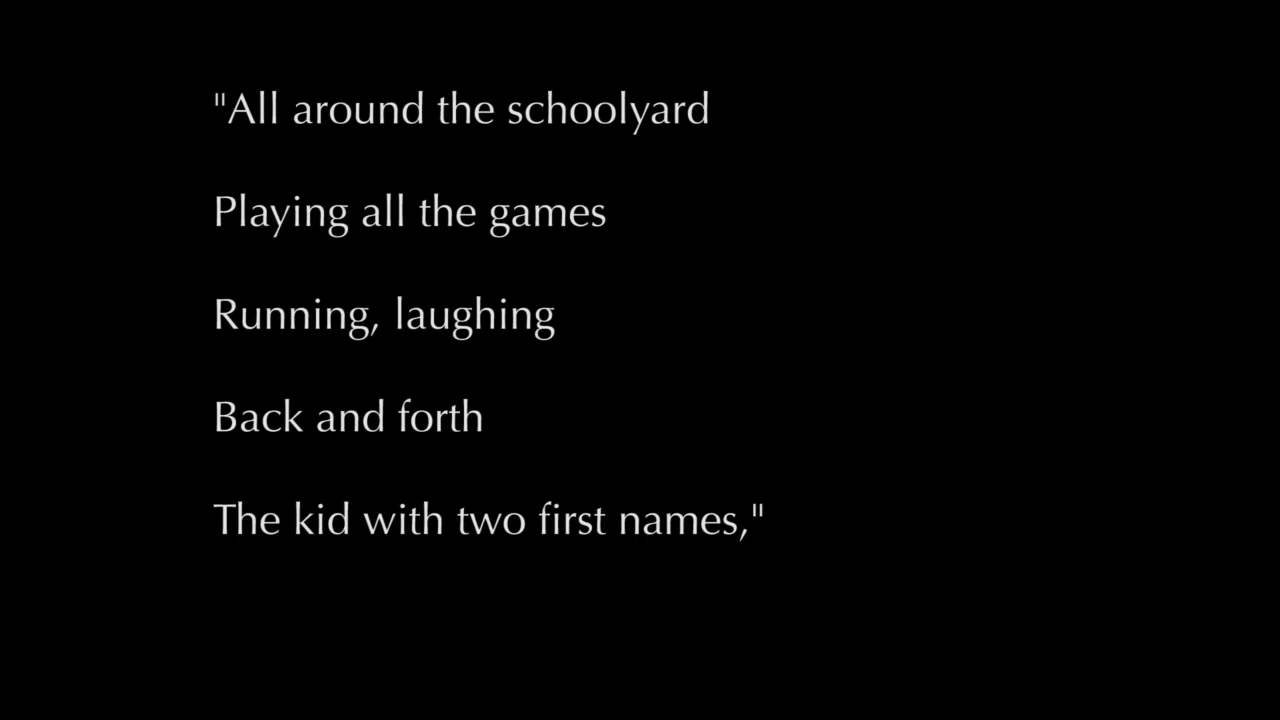 "All around the schoolyard
Playing all the games
Running, laughing
Back and forth
The kid with two first names,"